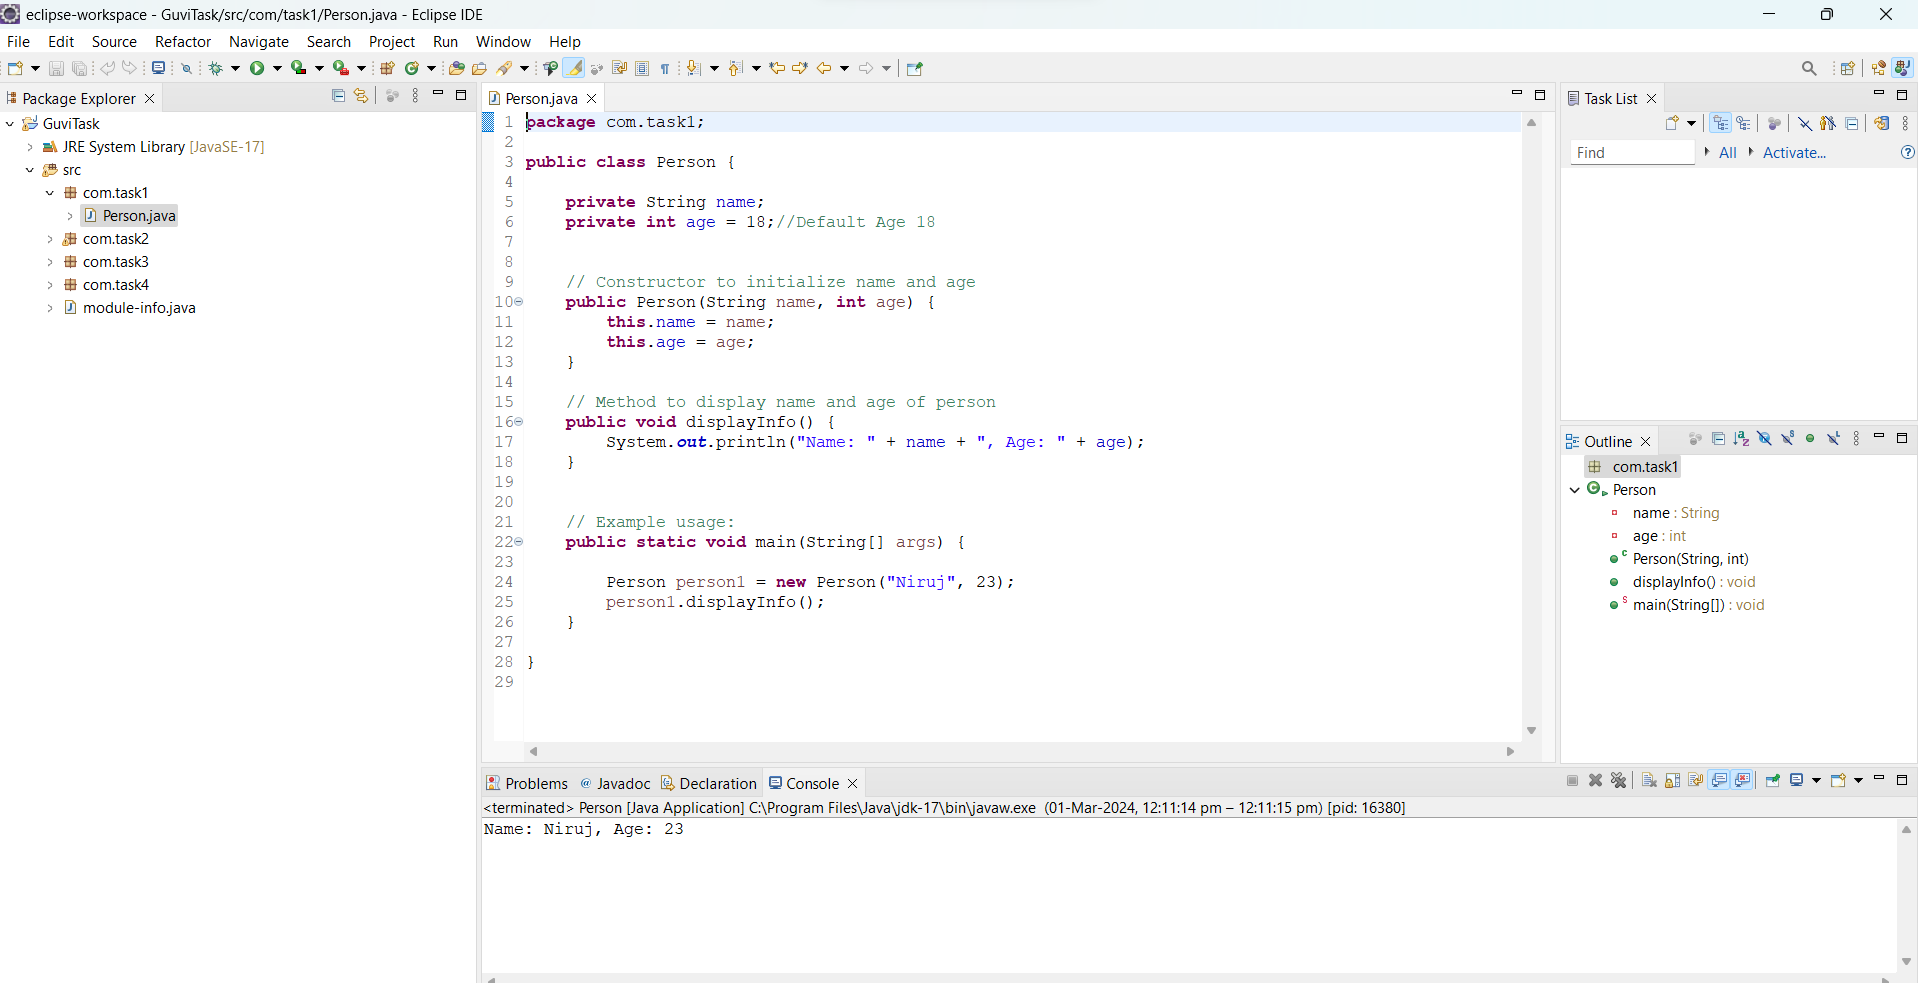 eclipse-workspace - GuviTask/src/com/task1/Person.java - Eclipse IDE
File Edit Source Refactor Navigate Search Project Run Window Help
Package Explorer
GuviTask
JRE System Library [JavaSE-17]
src
com.task1
Person.java
com.task2
com.task3
com.task4
module-info.java
Person.java
1 package com.task1;
2
3 public class Person {
4
5     private String name;
6     private int age = 18;//Default Age 18
7
8
9     // Constructor to initialize name and age
10     public Person(String name, int age) {
11         this.name = name;
12         this.age = age;
13     }
14
15     // Method to display name and age of person
16     public void displayInfo() {
17         System.out.println("Name: " + name + ", Age: " + age);
18     }
19
20
21     // Example usage:
22     public static void main(String[] args) {
23
24         Person person1 = new Person("Niruj", 23);
25         person1.displayInfo();
26     }
27
28 }
29
Task List
Find All Activate...
Outline
com.task1
Person
name : String
age : int
Person(String, int)
displayInfo() : void
main(String[]) : void
Problems Javadoc Declaration Console
<terminated> Person [Java Application] C:\Program Files\Java\jdk-17\bin\javaw.exe (01-Mar-2024, 12:11:14 pm – 12:11:15 pm) [pid: 16380]
Name: Niruj, Age: 23